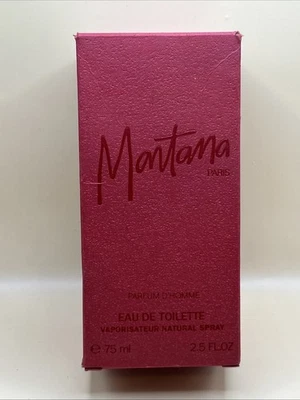 Montana
PARIS
PARFUM D'HOMME
EAU DE TOILETTE
VAPORISATEUR NATURAL SPRAY
℮ 75 ml 2.5 FL.OZ